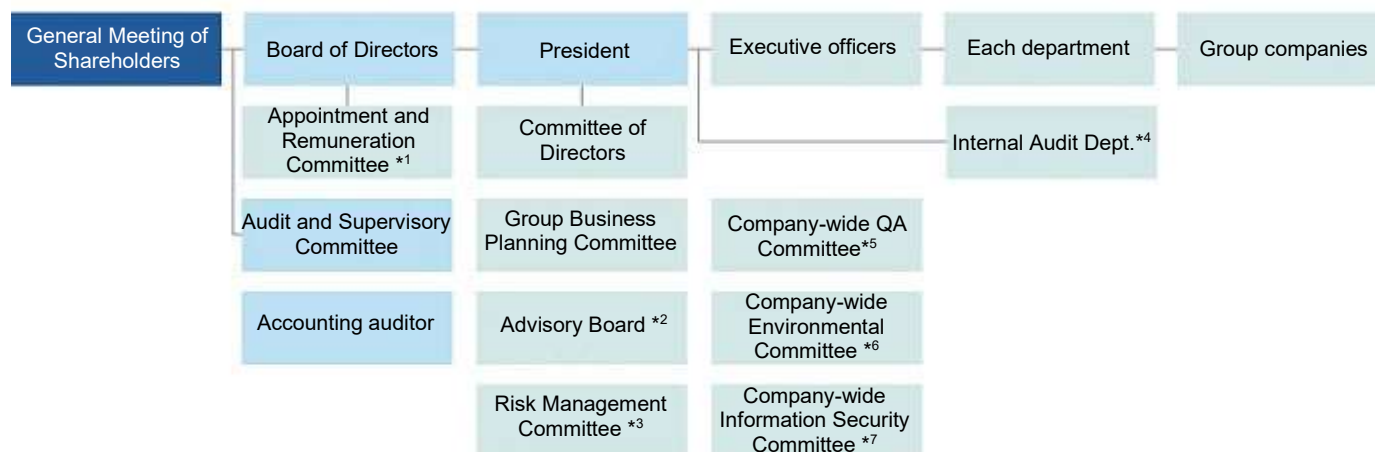 General Meeting of
Shareholders
Board of Directors
President
Executive officers
Each department
Group companies
Appointment and
Remuneration
Committee *1
Committee of
Directors
Internal Audit Dept.*4
Audit and Supervisory
Committee
Group Business
Planning Committee
Company-wide QA
Committee*5
Accounting auditor
Advisory Board *2
Company-wide
Environmental
Committee *6
Risk Management
Committee *3
Company-wide
Information Security
Committee *7